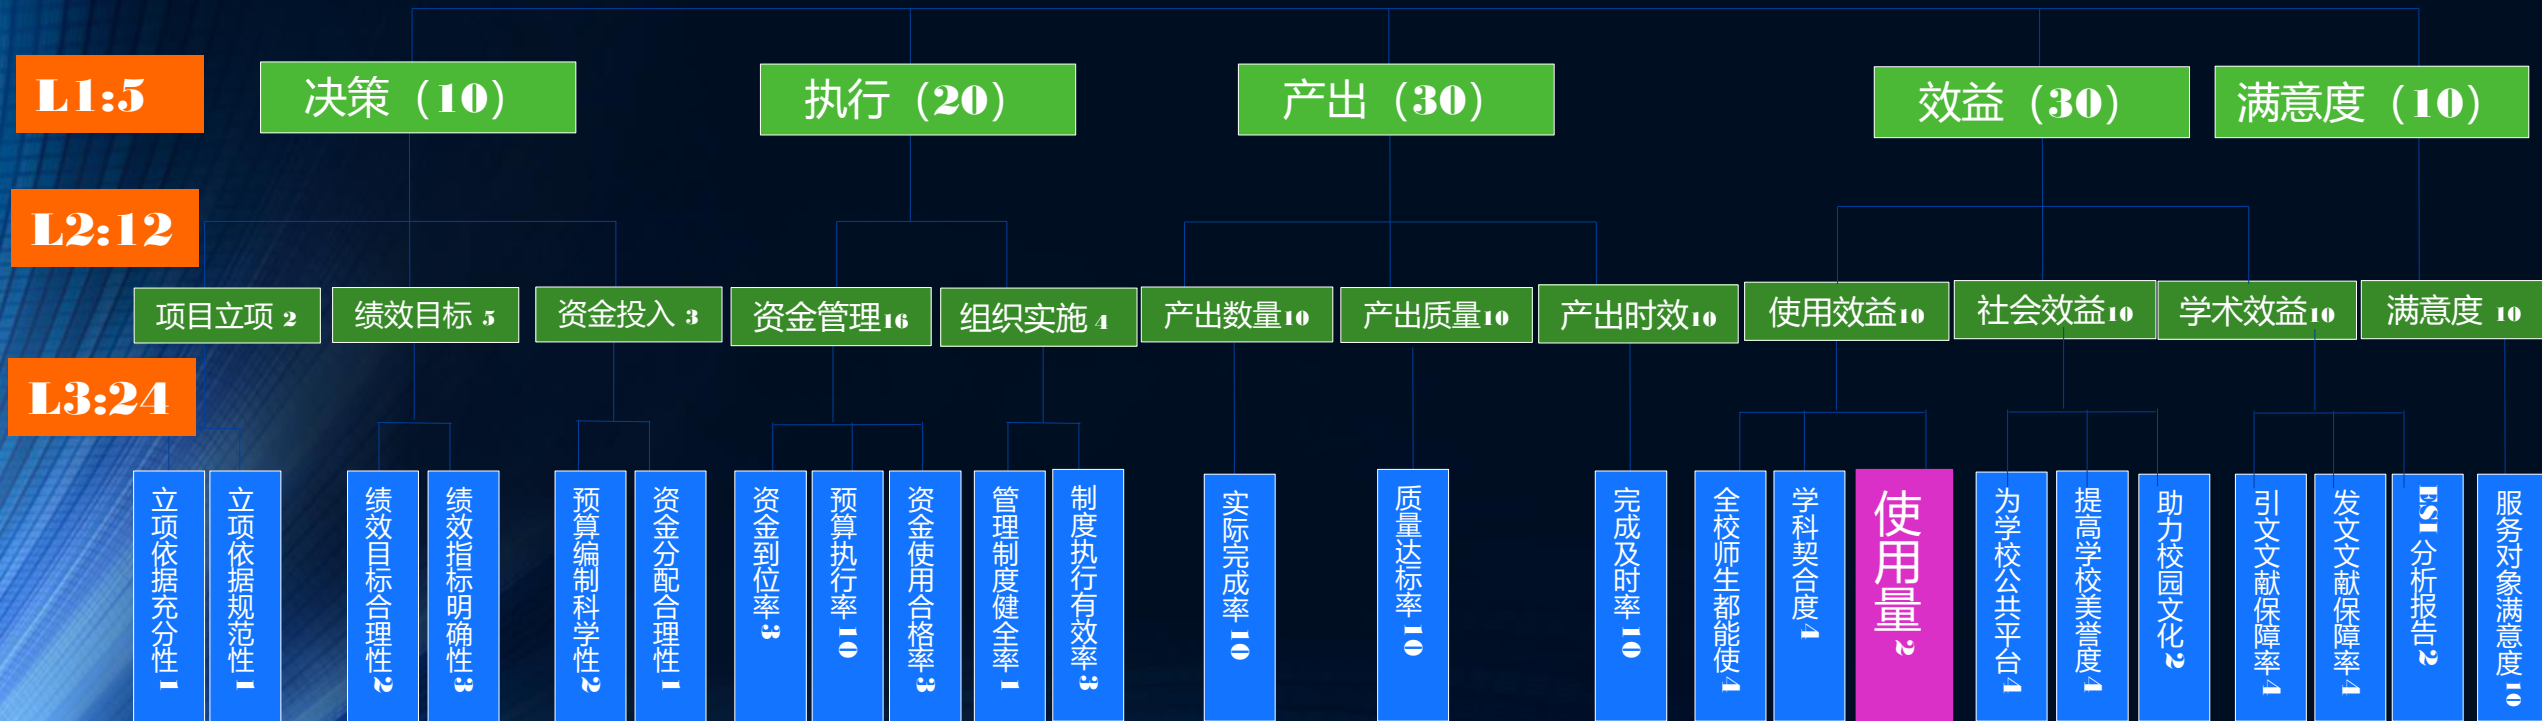 L1:5
决策（10）
执行（20）
产出（30）
效益（30）
满意度（10）
L2:12
项目立项 2
绩效目标 5
资金投入 3
资金管理16
组织实施 4
产出数量10
产出质量10
产出时效10
使用效益10
社会效益10
学术效益10
满意度 10
L3:24
立项依据充分性 1
立项依据规范性 1
绩效目标合理性2
绩效指标明确性3
预算编制科学性2
资金分配合理性 1
资金到位率 3
预算执行率 10
资金使用合格率 3
管理制度健全率 1
制度执行有效率 3
实际完成率 10
质量达标率 10
完成及时率 10
全校师生都能使 4
学科契合度 4
使用量 2
为学校公共平台 4
提高学校美誉度 4
助力校园文化 2
引文文献保障率 4
发文文献保障率 4
ESI 分析报告2
服务对象满意度 10